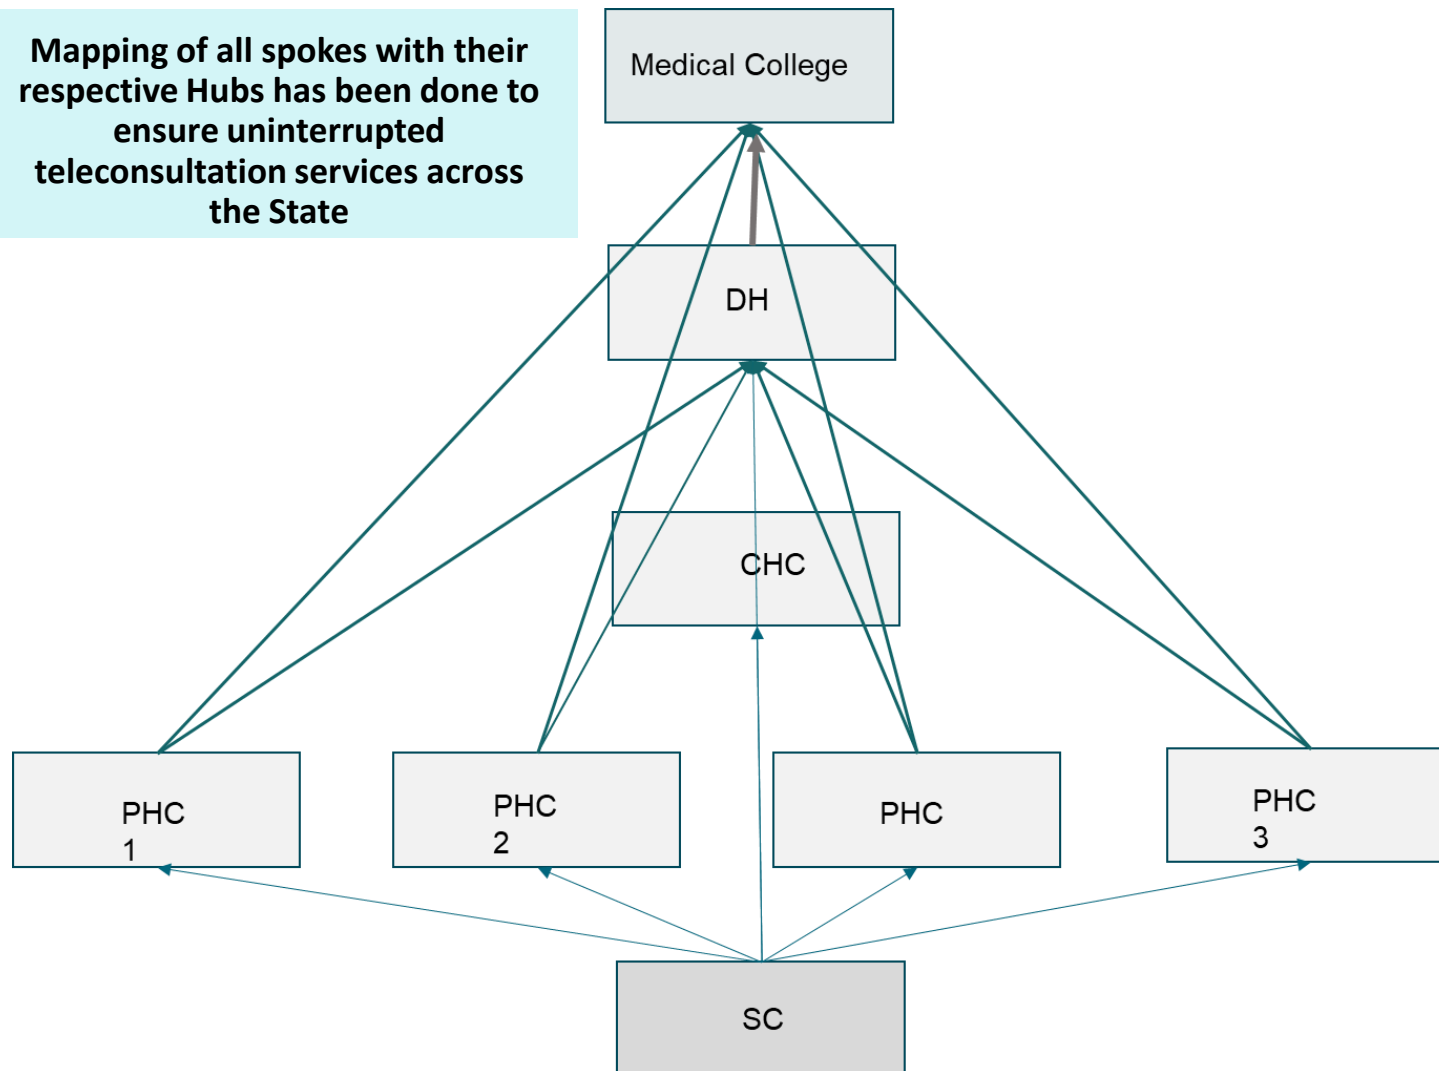 Mapping of all spokes with their
respective Hubs has been done to
ensure uninterrupted
teleconsultation services across
the State
Medical College
DH
CHC
PHC
1
PHC
2
PHC
PHC
3
SC